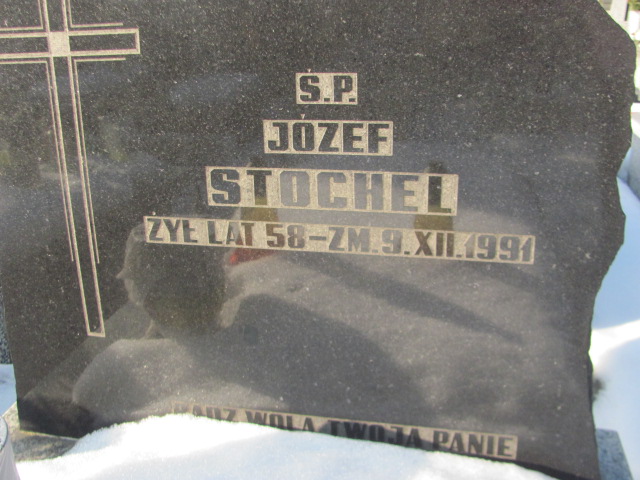 S.P.
JÓZEF
STOCHEL
ŻYŁ LAT 58-ZM. 9.XII.1991
WOLA TWOJA PANIE